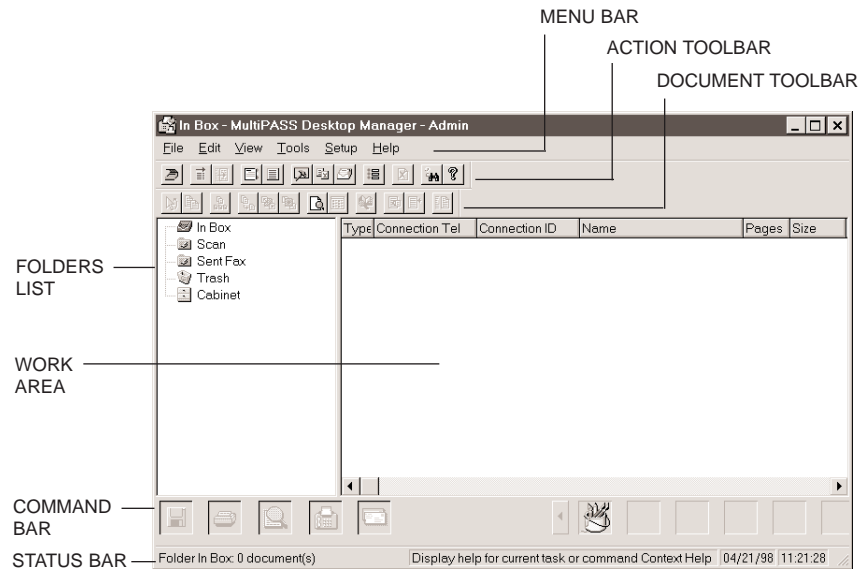 MENU BAR
ACTION TOOLBAR
DOCUMENT TOOLBAR
In Box - MultiPASS Desktop Manager - Admin
File Edit View Tools Setup Help
In Box
Scan
Sent Fax
Trash
Cabinet
Type Connection Tel Connection ID Name Pages Size
FOLDERS
LIST
WORK
AREA
COMMAND
BAR
STATUS BAR
Folder In Box: 0 document(s) Display help for current task or command Context Help 04/21/98 11:21:28